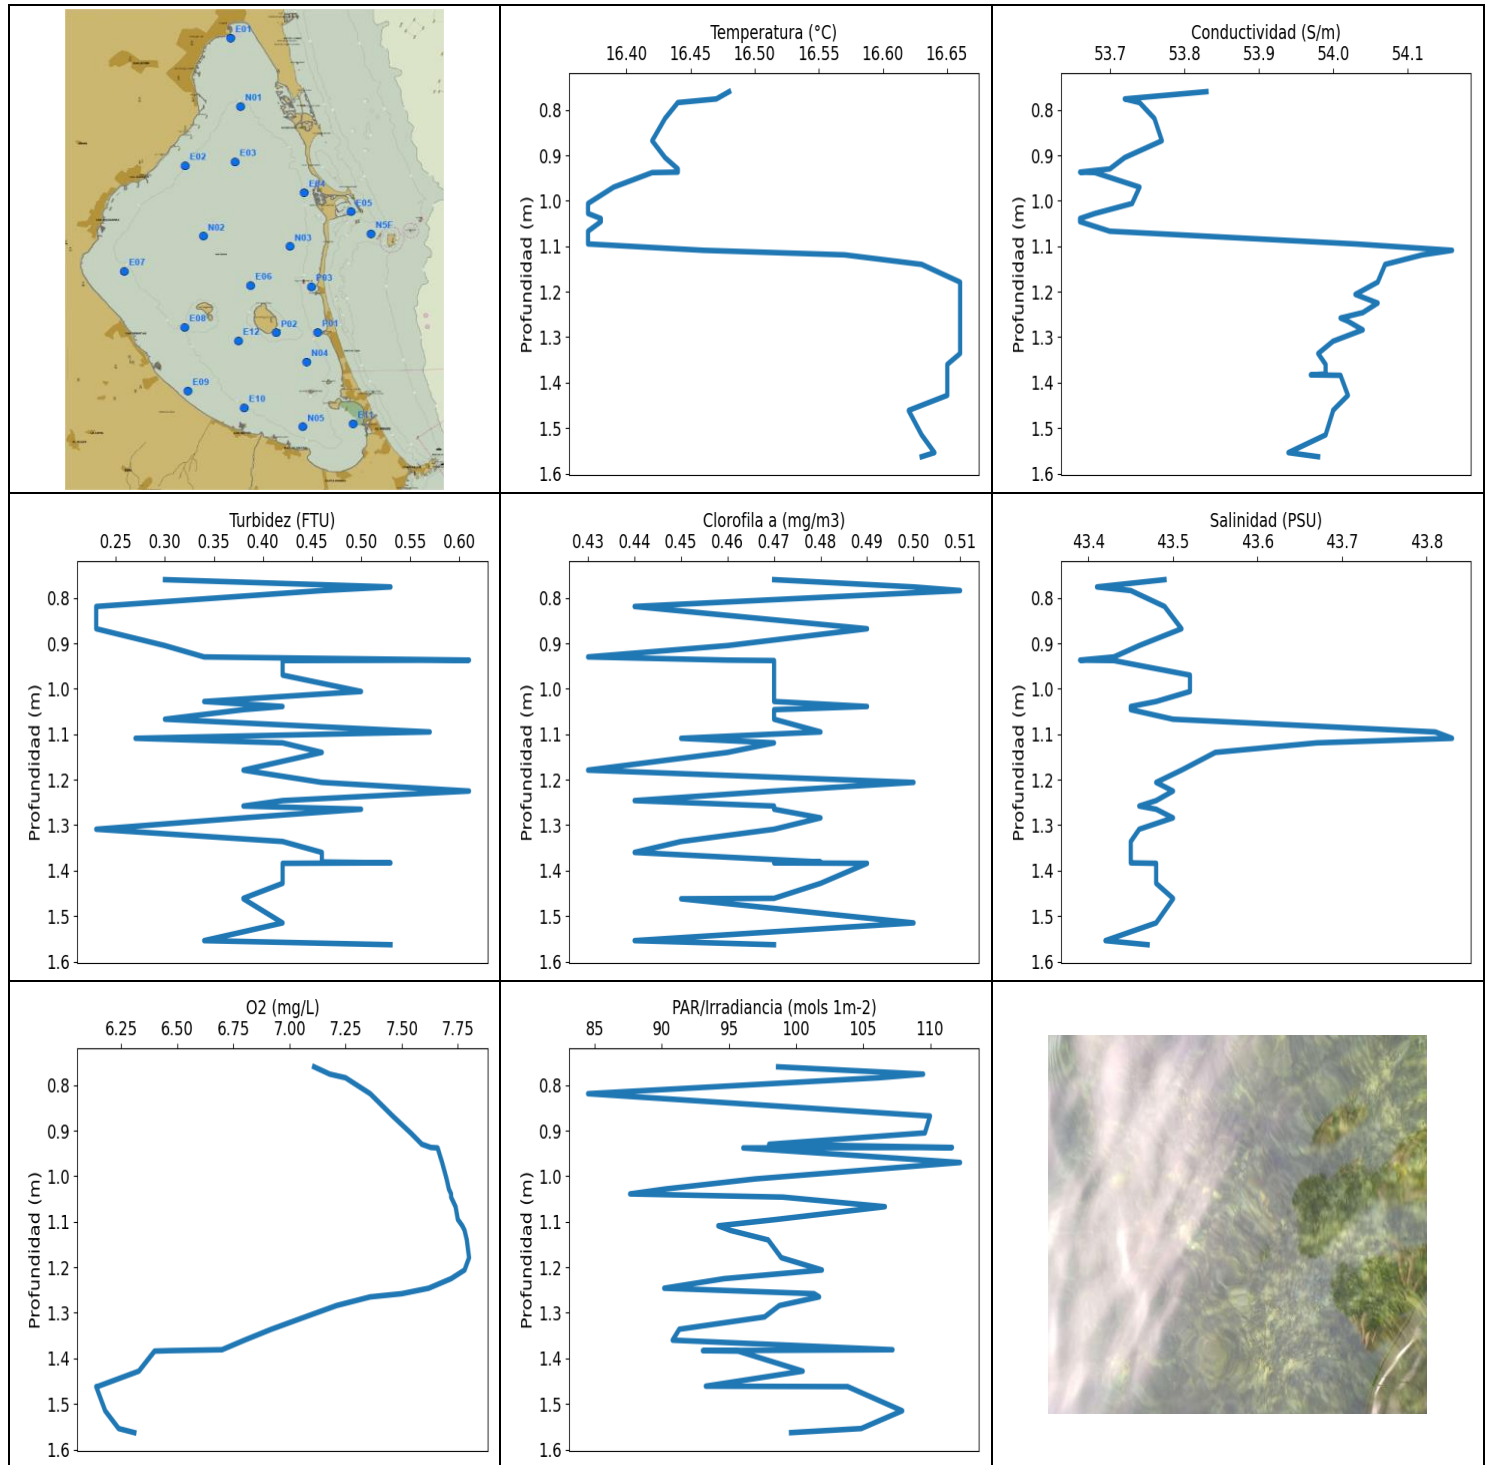 E01
N01
E02
E03
E04
E05
N5F
N02
N03
E07
E06
P03
E08
E12
P02
P01
N04
E09
E10
N05
E11
Temperatura (°C)
16.40 16.45 16.50 16.55 16.60 16.65
Profundidad (m)
0.8
0.9
1.0
1.1
1.2
1.3
1.4
1.5
1.6
Conductividad (S/m)
53.7 53.8 53.9 54.0 54.1
Profundidad (m)
0.8
0.9
1.0
1.1
1.2
1.3
1.4
1.5
1.6
Turbidez (FTU)
0.25 0.30 0.35 0.40 0.45 0.50 0.55 0.60
Profundidad (m)
0.8
0.9
1.0
1.1
1.2
1.3
1.4
1.5
1.6
Clorofila a (mg/m3)
0.43 0.44 0.45 0.46 0.47 0.48 0.49 0.50 0.51
Profundidad (m)
0.8
0.9
1.0
1.1
1.2
1.3
1.4
1.5
1.6
Salinidad (PSU)
43.4 43.5 43.6 43.7 43.8
Profundidad (m)
0.8
0.9
1.0
1.1
1.2
1.3
1.4
1.5
1.6
O2 (mg/L)
6.25 6.50 6.75 7.00 7.25 7.50 7.75
Profundidad (m)
0.8
0.9
1.0
1.1
1.2
1.3
1.4
1.5
1.6
PAR/Irradiancia (mols 1m-2)
85 90 95 100 105 110
Profundidad (m)
0.8
0.9
1.0
1.1
1.2
1.3
1.4
1.5
1.6